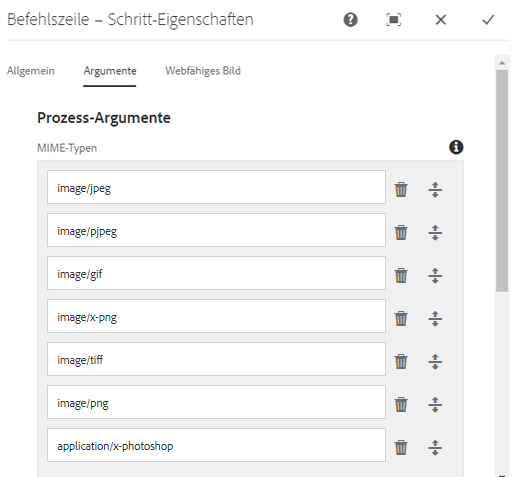 Befehlszeile – Schritt-Eigenschaften
Allgemein Argumente Webfähiges Bild
Prozess-Argumente
MIME-Typen
image/jpeg
image/pjpeg
image/gif
image/x-png
image/tiff
image/png
application/x-photoshop